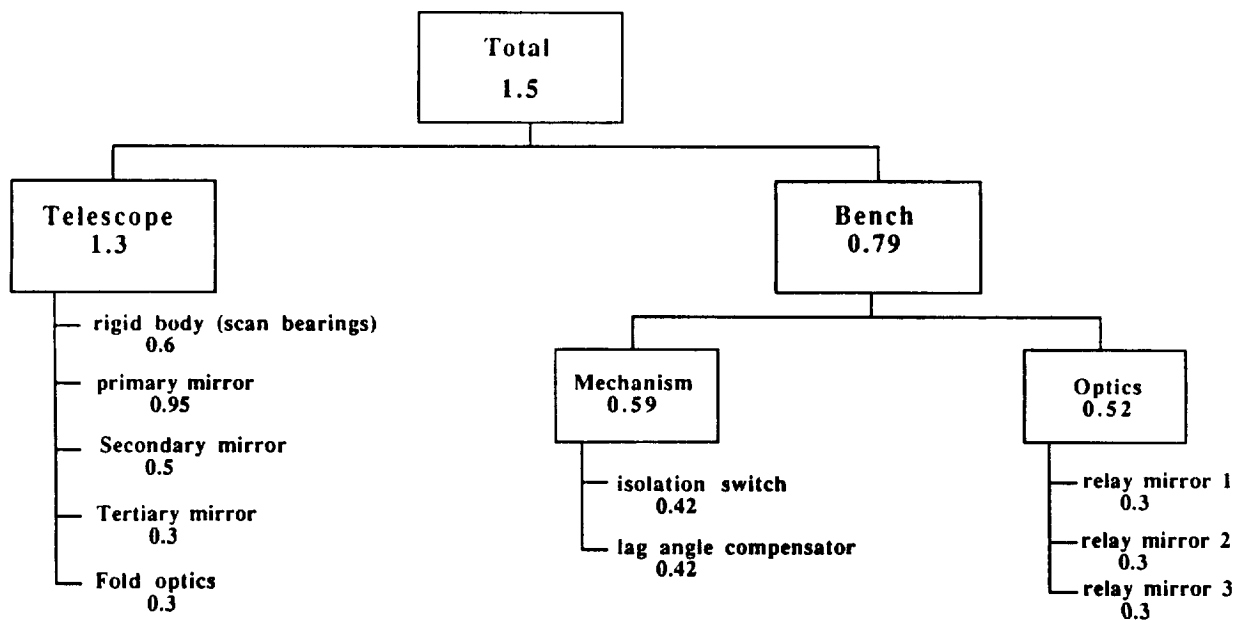 Total
1.5
Telescope
1.3
rigid body (scan bearings)
0.6
primary mirror
0.95
Secondary mirror
0.5
Tertiary mirror
0.3
Fold optics
0.3
Bench
0.79
Mechanism
0.59
isolation switch
0.42
lag angle compensator
0.42
Optics
0.52
relay mirror 1
0.3
relay mirror 2
0.3
relay mirror 3
0.3